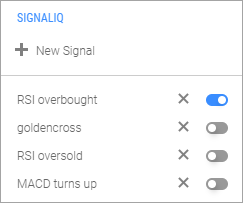 SIGNALIQ
New Signal
RSI overbought
goldencross
RSI oversold
MACD turns up